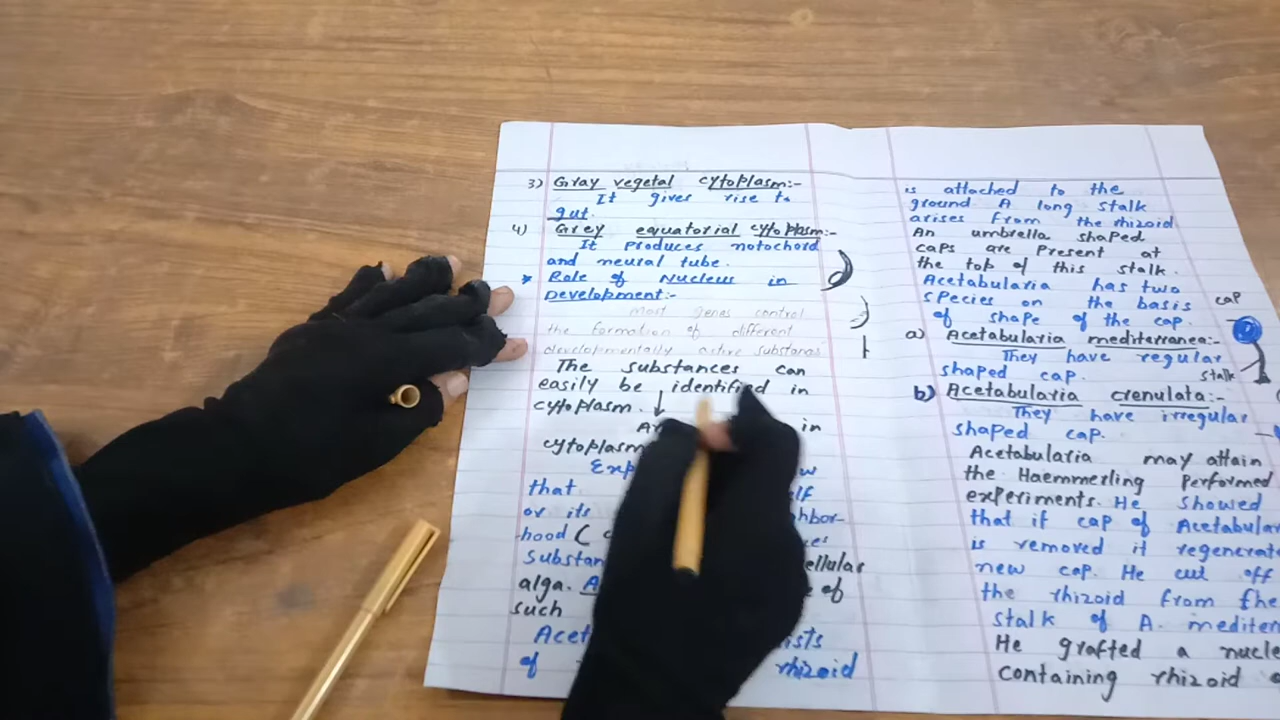 3) Gray vegetal cytoplasm:-
It gives rise to
gut.
4) Grey equatorial cytoplasm:-
It produces notochord
and neural tube.
* Role of Nucleus in
Development:-
Most genes control
the formation of different
developmentally active substanas
The substances can
easily be identified in
cytoplasm.
in
cytoplasm
that
or its
hood (
Substan
alga.
such
of rhizoid
is attached to the
ground A long stalk
arises from the rhizoid
An umbrella shaped
caps are Present at
the top of this stalk.
Acetabularia has two
species on the basis
of shape of the cap.
cap
a) Acetabularia mediterranea:-
They have regular
shaped cap.
stalk
b) Acetabularia crenulata:-
They have irregular
shaped cap.
Acetabularia may attain
the Haemmerling Performed
experiments. He showed
that if cap of Acetabular
is removed it regenerate
new cap. He cut off
the rhizoid from the
stalk of A. mediter
He grafted a nucle
containing rhizoid